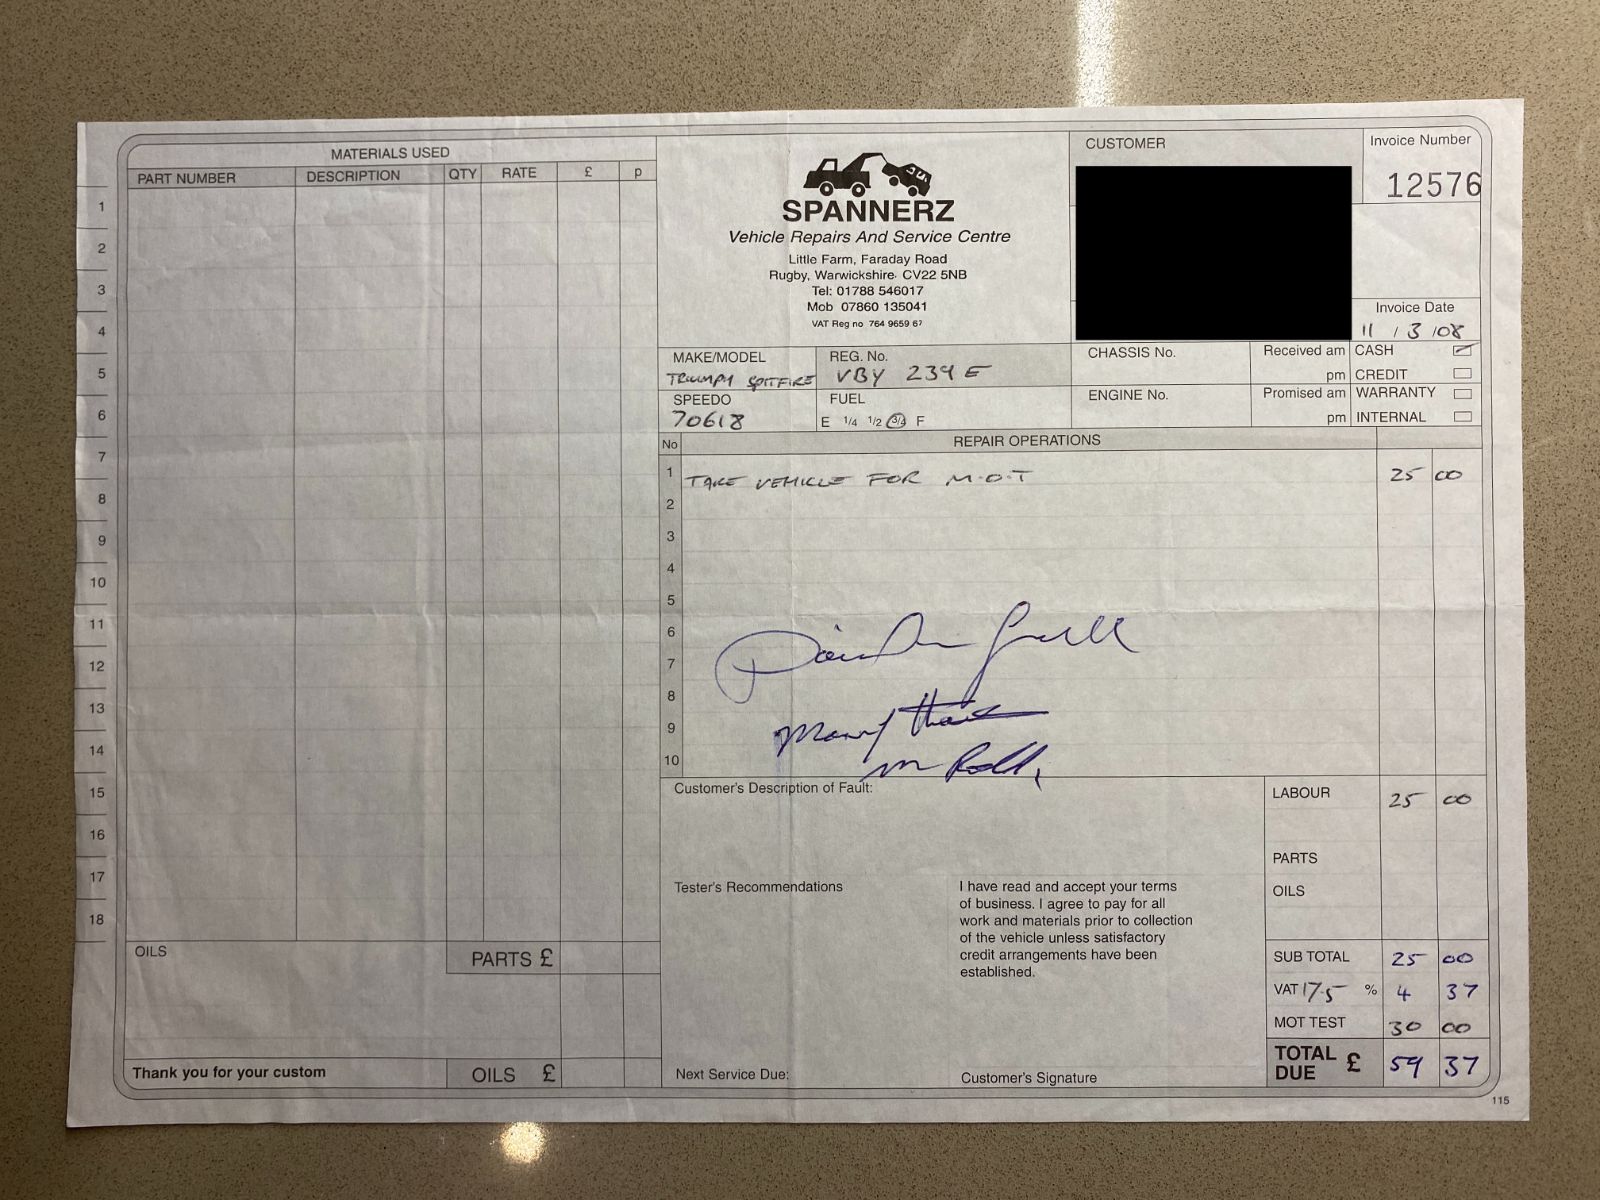 MATERIALS USED
PART NUMBER DESCRIPTION QTY RATE £ p
1
2
3
4
5
6
7
8
9
10
11
12
13
14
15
16
17
18
OILS
PARTS £
Thank you for your custom
OILS £
SPANNERZ
Vehicle Repairs And Service Centre
Little Farm, Faraday Road
Rugby, Warwickshire CV22 5NB
Tel: 01788 546017
Mob 07860 135041
VAT Reg no 764 9659 67
CUSTOMER
Invoice Number
12576
Invoice Date
11 / 3 / 08
MAKE/MODEL
TRIUMPH SPITFIRE
REG. No.
VBY 239 E
CHASSIS No.
Received am
pm
CASH
CREDIT
SPEEDO
70618
FUEL
E 1/4 1/2 3/4 F
ENGINE No.
Promised am
pm
WARRANTY
INTERNAL
No REPAIR OPERATIONS
1 TAKE VEHICLE FOR M.O.T 25 00
2
3
4
5
6
7
8
9
10
Paid In Full
Many thanks
Customer's Description of Fault:
Tester's Recommendations
I have read and accept your terms
of business. I agree to pay for all
work and materials prior to collection
of the vehicle unless satisfactory
credit arrangements have been
established.
Next Service Due:
Customer's Signature
LABOUR 25 00
PARTS
OILS
SUB TOTAL 25 00
VAT 17.5 % 4 37
MOT TEST 30 00
TOTAL DUE £ 59 37
115